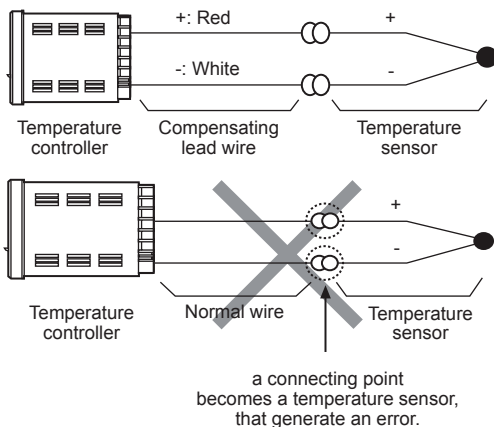 +: Red
+
-: White
-
Temperature
controller
Compensating
lead wire
Temperature
sensor
+
-
Temperature
controller
Normal wire
Temperature
sensor
a connecting point
becomes a temperature sensor,
that generate an error.